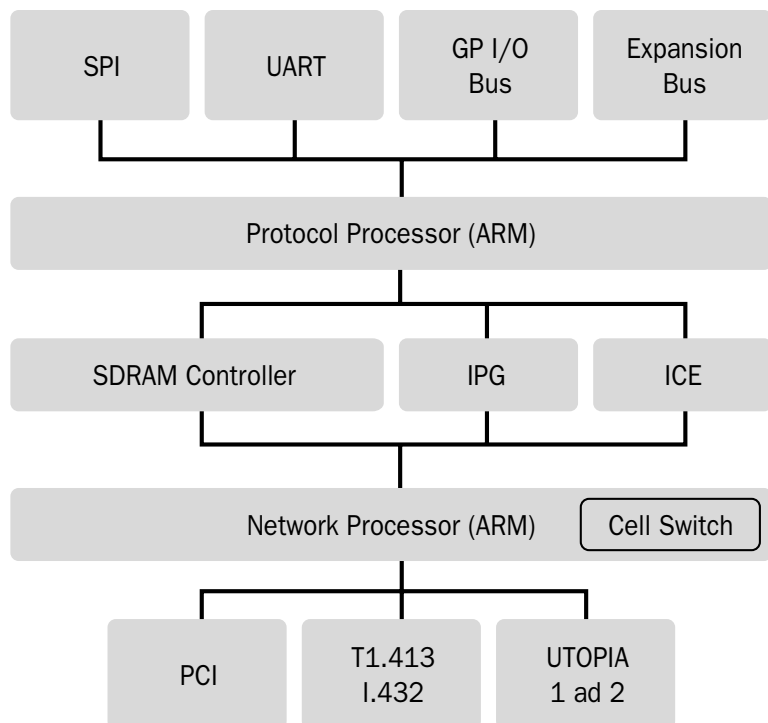 SPI
UART
GP I/O
Bus
Expansion
Bus
Protocol Processor (ARM)
SDRAM Controller
IPG
ICE
Network Processor (ARM)
Cell Switch
PCI
T1.413
I.432
UTOPIA
1 ad 2